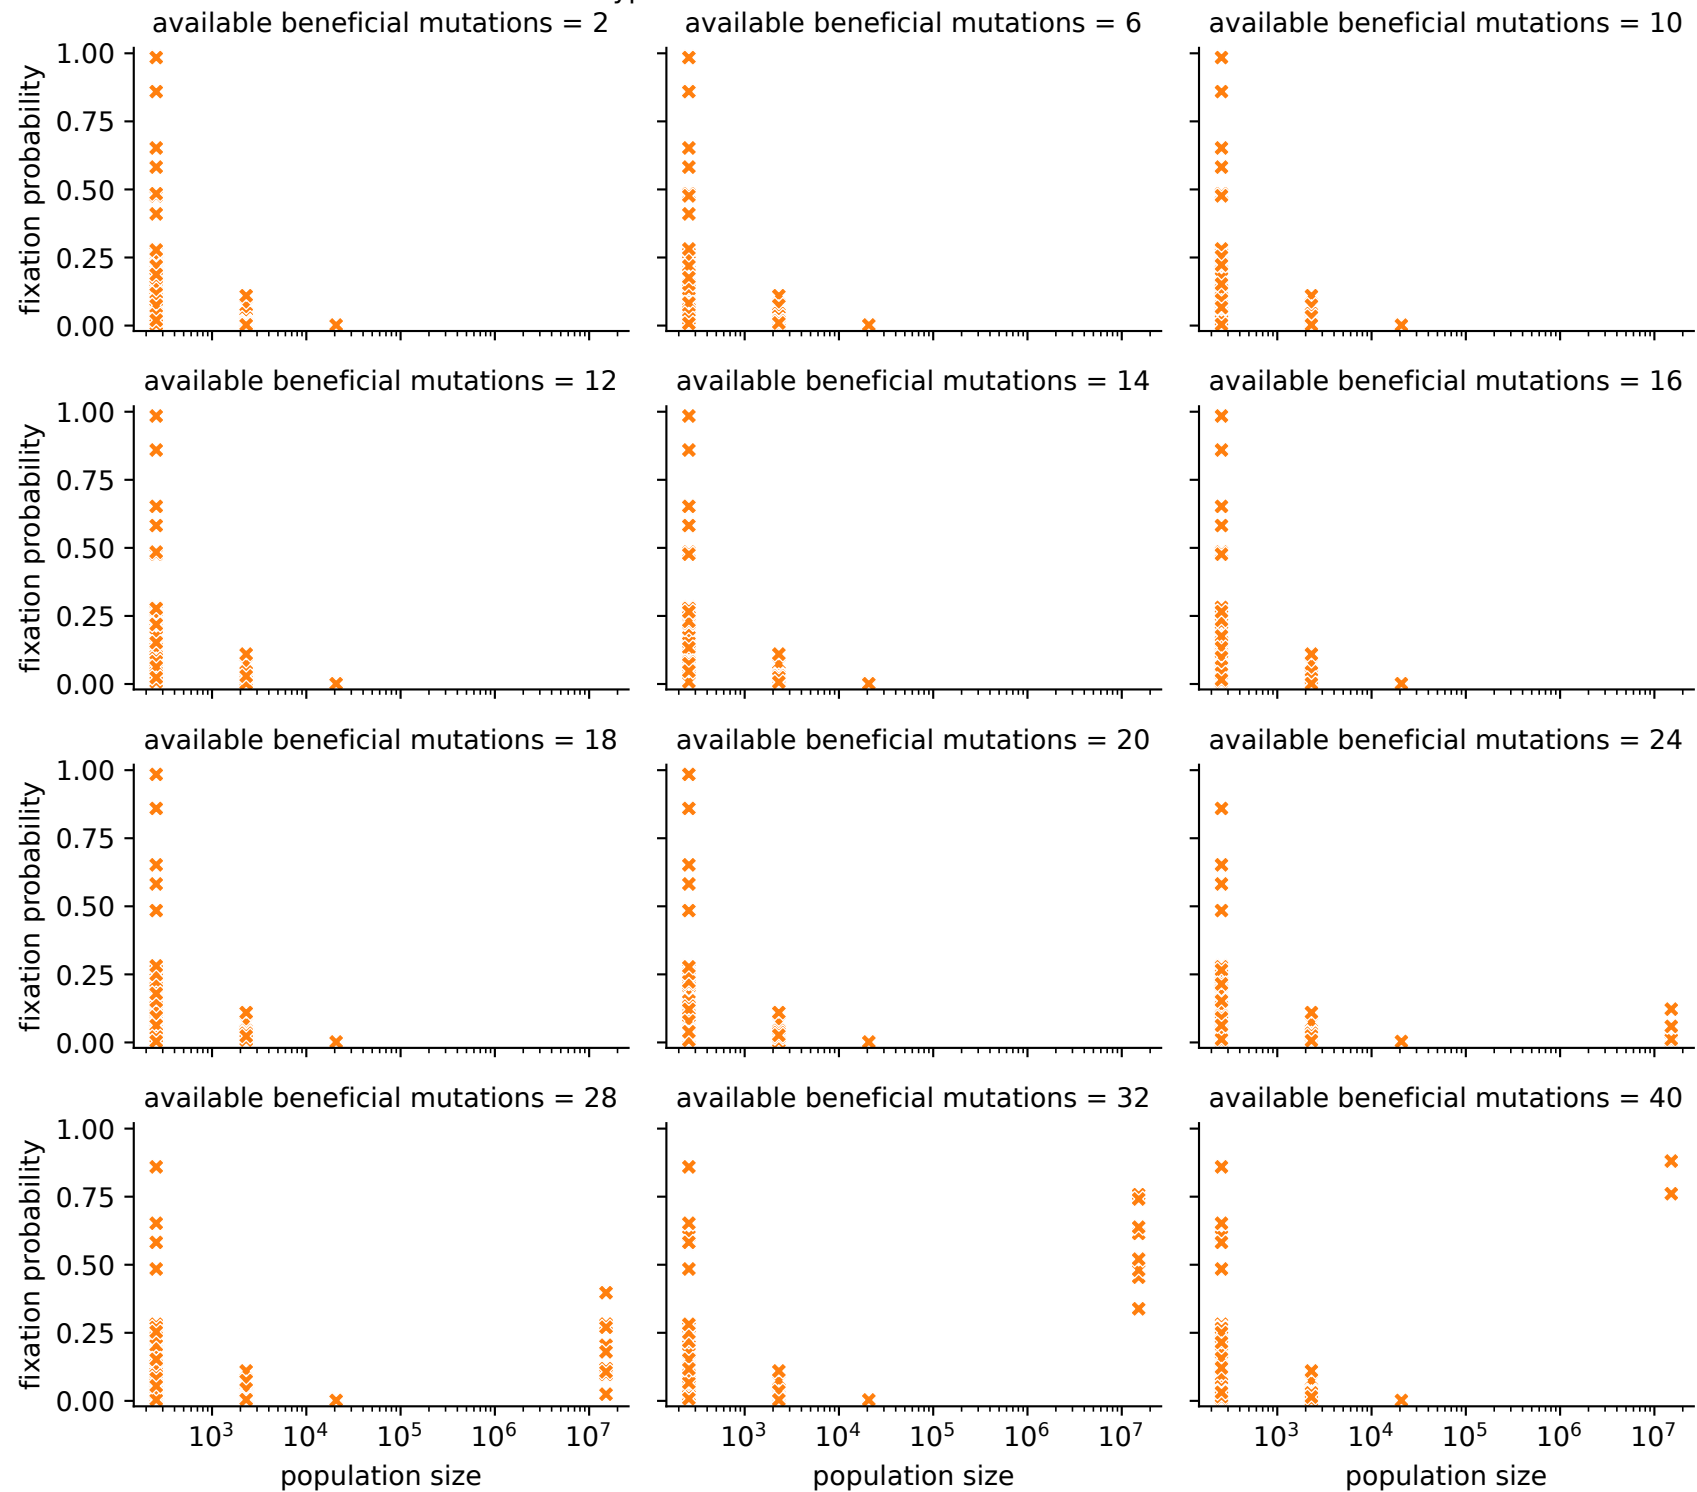 available beneficial mutations = 2
available beneficial mutations = 6
available beneficial mutations = 10
fixation probability
1.00
0.75
0.50
0.25
0.00
available beneficial mutations = 12
available beneficial mutations = 14
available beneficial mutations = 16
fixation probability
1.00
0.75
0.50
0.25
0.00
available beneficial mutations = 18
available beneficial mutations = 20
available beneficial mutations = 24
fixation probability
1.00
0.75
0.50
0.25
0.00
available beneficial mutations = 28
available beneficial mutations = 32
available beneficial mutations = 40
fixation probability
1.00
0.75
0.50
0.25
0.00
10³ 10⁴ 10⁵ 10⁶ 10⁷
10³ 10⁴ 10⁵ 10⁶ 10⁷
10³ 10⁴ 10⁵ 10⁶ 10⁷
population size
population size
population size